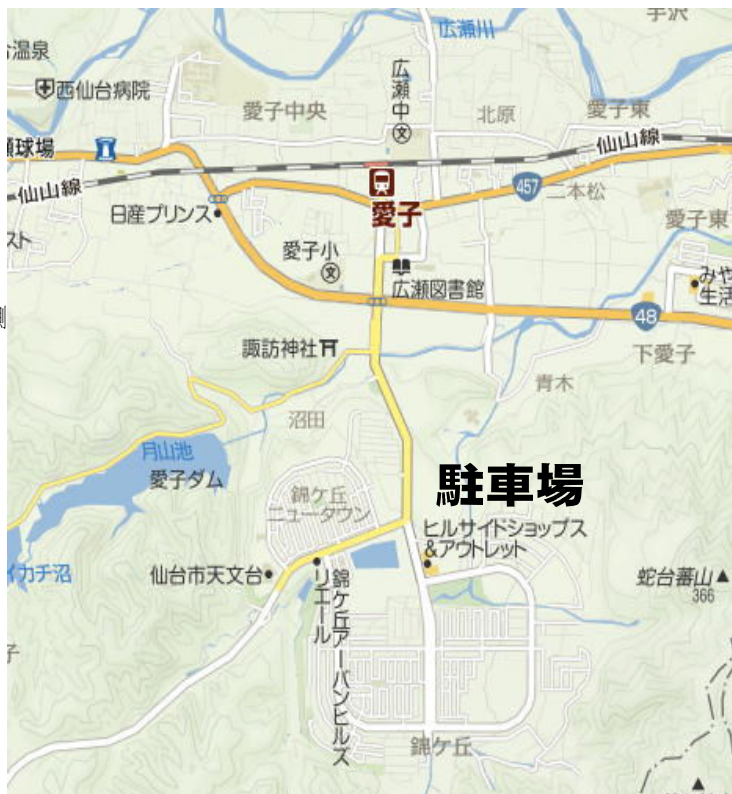 手沢
広瀬川
温泉
西仙台病院
広瀬中
文
愛子中央
北原
愛子東
球場
仙山線
仙山線
457
二本松
日産プリンス
愛子
愛子東
スト
愛子小
文
広瀬図書館
みや
生活
48
諏訪神社
下愛子
青木
沼田
月山池
愛子ダム
駐車場
錦ケ丘
ニュータウン
ヒルサイドショップス
&アウトレット
イカチ沼
仙台市天文台
錦ケ丘アーバンヒルズ
リエール
蛇台蕃山
366
子
錦ケ丘